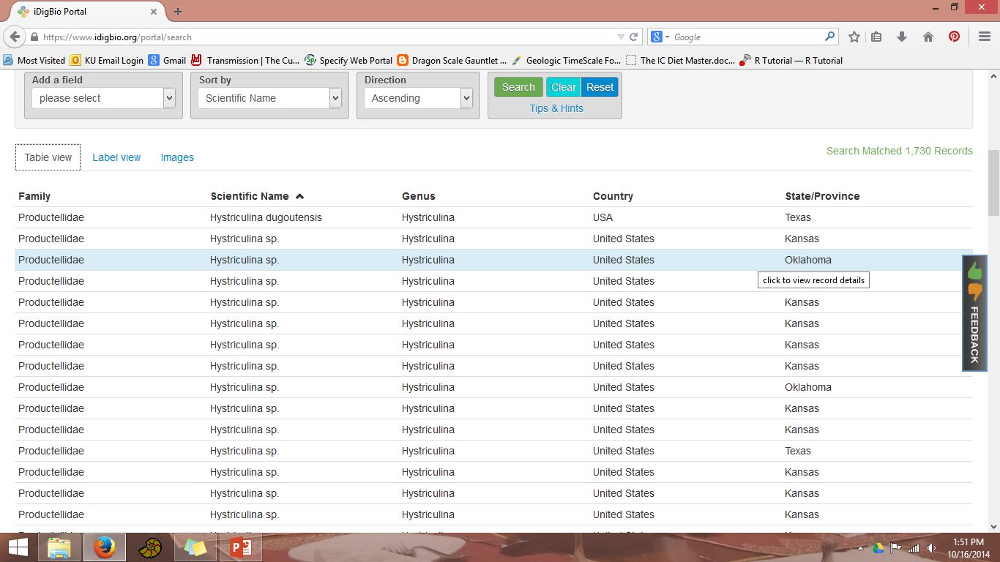 iDigBio Portal
https://www.idigbio.org/portal/search
Google
Most Visited KU Email Login Gmail Transmission | The Cu... Specify Web Portal Dragon Scale Gauntlet ... Geologic TimeScale Fo... The IC Diet Master.doc... R Tutorial — R Tutorial
Add a field Sort by Direction
please select Scientific Name Ascending Search Clear Reset
Tips & Hints
Table view Label view Images Search Matched 1,730 Records
Family Scientific Name Genus Country State/Province
Productellidae Hystriculina dugoutensis Hystriculina USA Texas
Productellidae Hystriculina sp. Hystriculina United States Kansas
Productellidae Hystriculina sp. Hystriculina United States Oklahoma
Productellidae Hystriculina sp. Hystriculina United States click to view record details
Productellidae Hystriculina sp. Hystriculina United States Kansas
Productellidae Hystriculina sp. Hystriculina United States Kansas
Productellidae Hystriculina sp. Hystriculina United States Kansas
Productellidae Hystriculina sp. Hystriculina United States Kansas
Productellidae Hystriculina sp. Hystriculina United States Oklahoma
Productellidae Hystriculina sp. Hystriculina United States Kansas
Productellidae Hystriculina sp. Hystriculina United States Kansas
Productellidae Hystriculina sp. Hystriculina United States Texas
Productellidae Hystriculina sp. Hystriculina United States Kansas
Productellidae Hystriculina sp. Hystriculina United States Kansas
Productellidae Hystriculina sp. Hystriculina United States Kansas
FEEDBACK
1:51 PM
10/16/2014